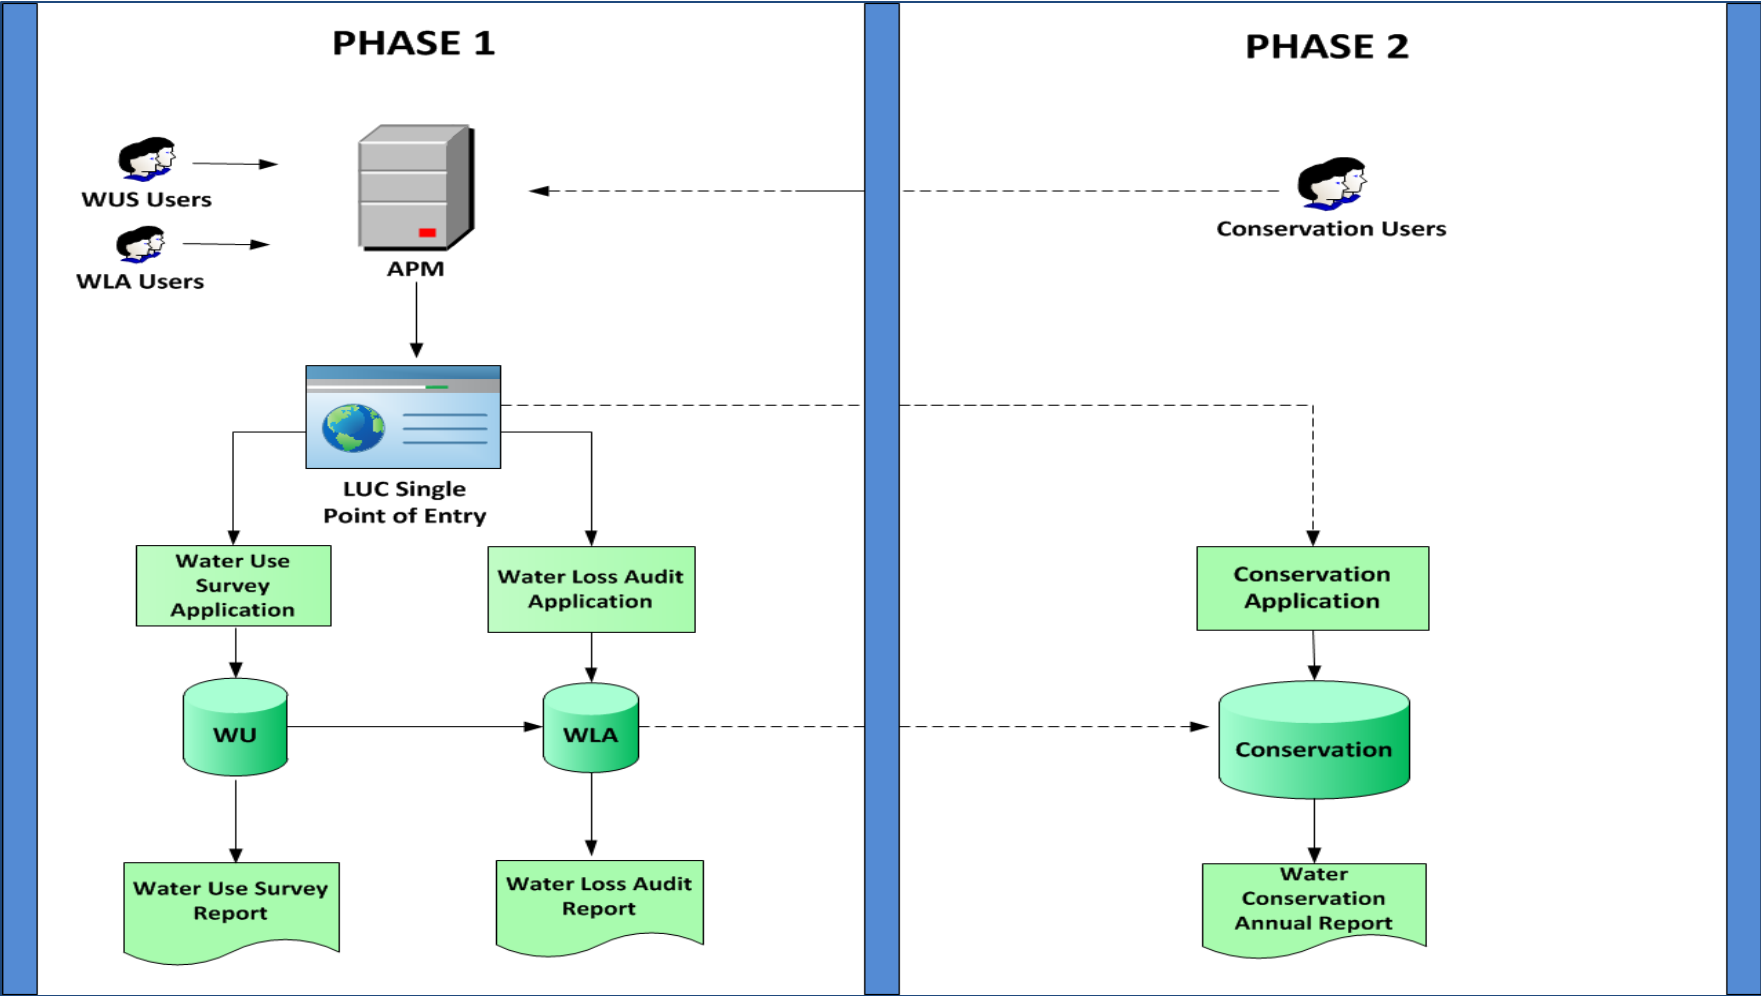 PHASE 1
PHASE 2
WUS Users
WLA Users
APM
Conservation Users
LUC Single
Point of Entry
Water Use
Survey
Application
Water Loss Audit
Application
Conservation
Application
WU
WLA
Conservation
Water Use Survey
Report
Water Loss Audit
Report
Water
Conservation
Annual Report